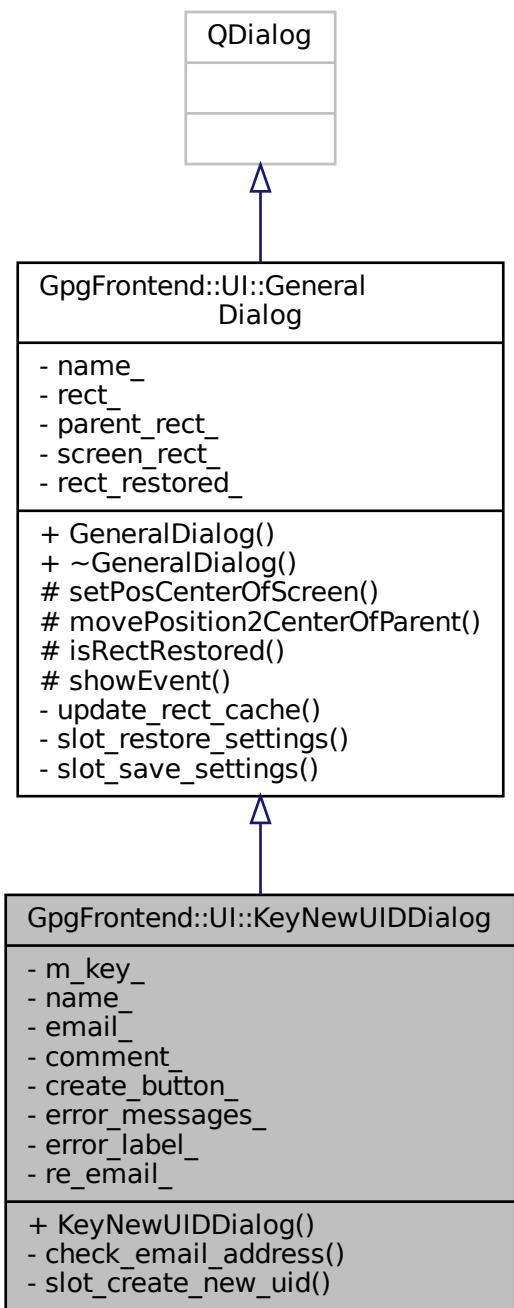 QDialog
GpgFrontend::UI::General
Dialog
- name_
- rect_
- parent_rect_
- screen_rect_
- rect_restored_
+ GeneralDialog()
+ ~GeneralDialog()
# setPosCenterOfScreen()
# movePosition2CenterOfParent()
# isRectRestored()
# showEvent()
- update_rect_cache()
- slot_restore_settings()
- slot_save_settings()
GpgFrontend::UI::KeyNewUIDDialog
- m_key_
- name_
- email_
- comment_
- create_button_
- error_messages_
- error_label_
- re_email_
+ KeyNewUIDDialog()
- check_email_address()
- slot_create_new_uid()